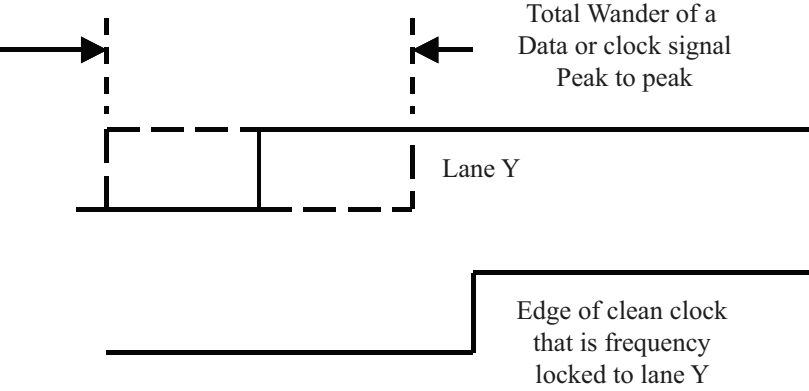 Total Wander of a
Data or clock signal
Peak to peak
Lane Y
Edge of clean clock
that is frequency
locked to lane Y